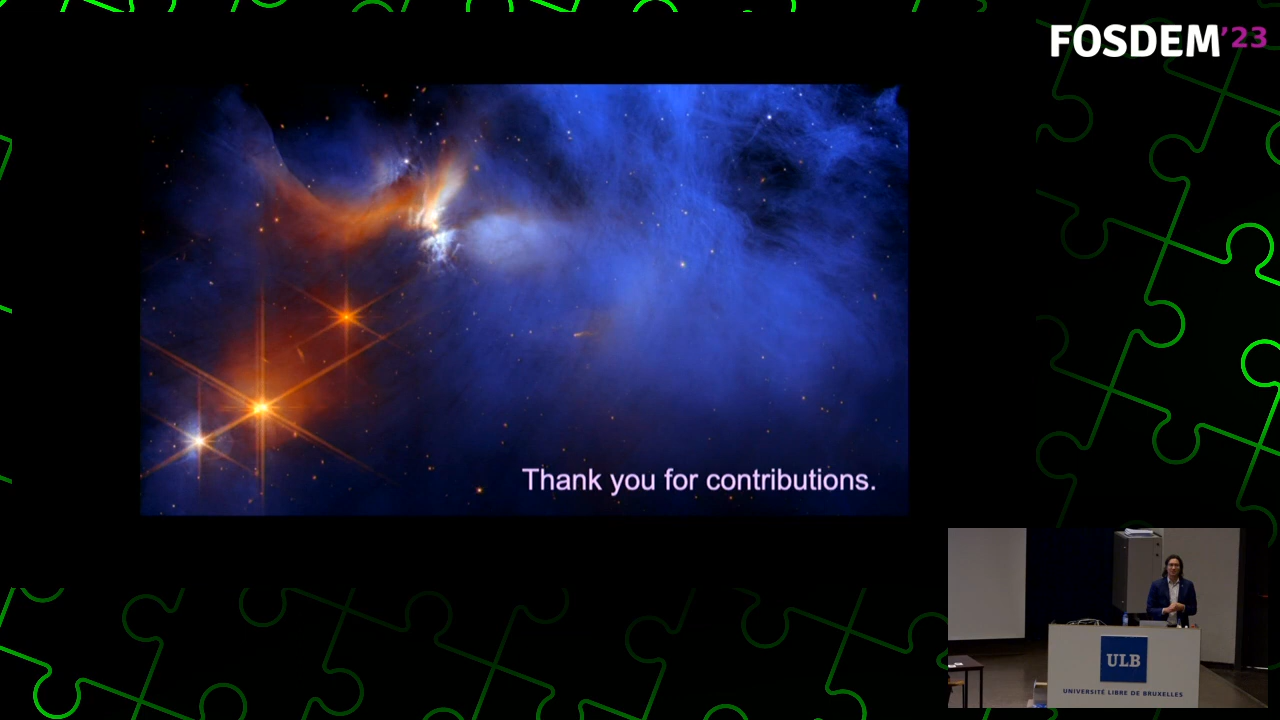 FOSDEM'23
Thank you for contributions.
ULB
UNIVERSITÉ LIBRE DE BRUXELLES